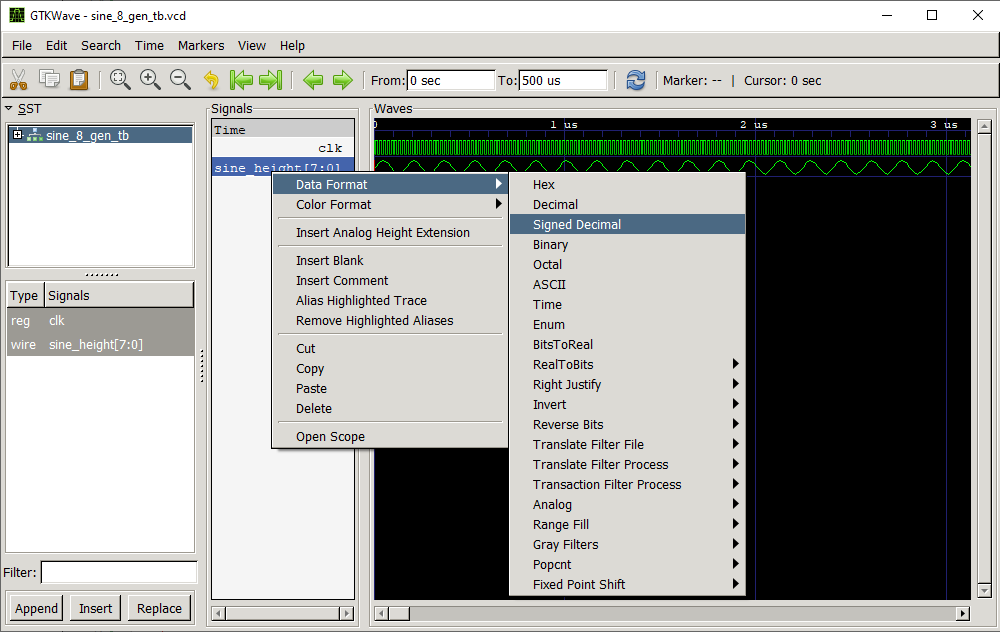 GTKWave - sine_8_gen_tb.vcd
File Edit Search Time Markers View Help
From: 0 sec To: 500 us Marker: -- | Cursor: 0 sec
SST
sine_8_gen_tb
Type Signals
reg clk
wire sine_height[7:0]
Filter:
Append Insert Replace
Signals
Time
clk
sine_height[7:0]
Waves
0 1 us 2 us 3 us
Data Format
Color Format
Insert Analog Height Extension
Insert Blank
Insert Comment
Alias Highlighted Trace
Remove Highlighted Aliases
Cut
Copy
Paste
Delete
Open Scope
Hex
Decimal
Signed Decimal
Binary
Octal
ASCII
Time
Enum
BitsToReal
RealToBits
Right Justify
Invert
Reverse Bits
Translate Filter File
Translate Filter Process
Transaction Filter Process
Analog
Range Fill
Gray Filters
Popcnt
Fixed Point Shift